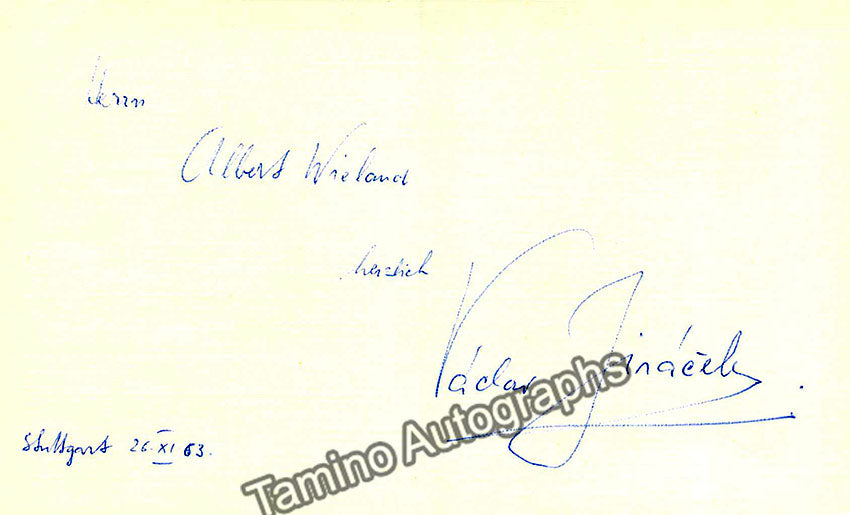 Herrn
Albert Wieland
herzlich
Václav Jiráček.
Stuttgart 26. XI 63.
Tamino Autographs